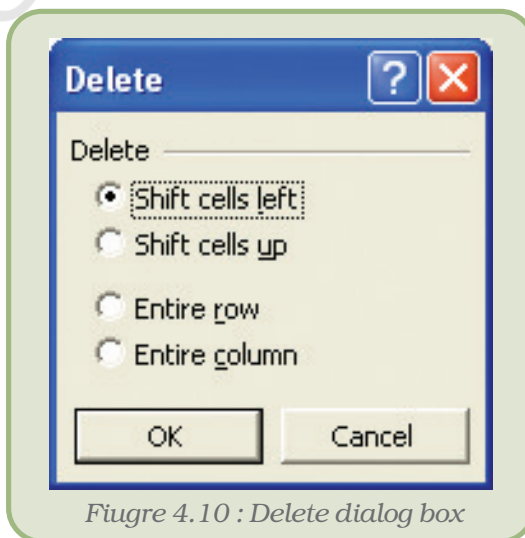 Delete
Delete
Shift cells left
Shift cells up
Entire row
Entire column
OK Cancel
Fiugre 4.10 : Delete dialog box